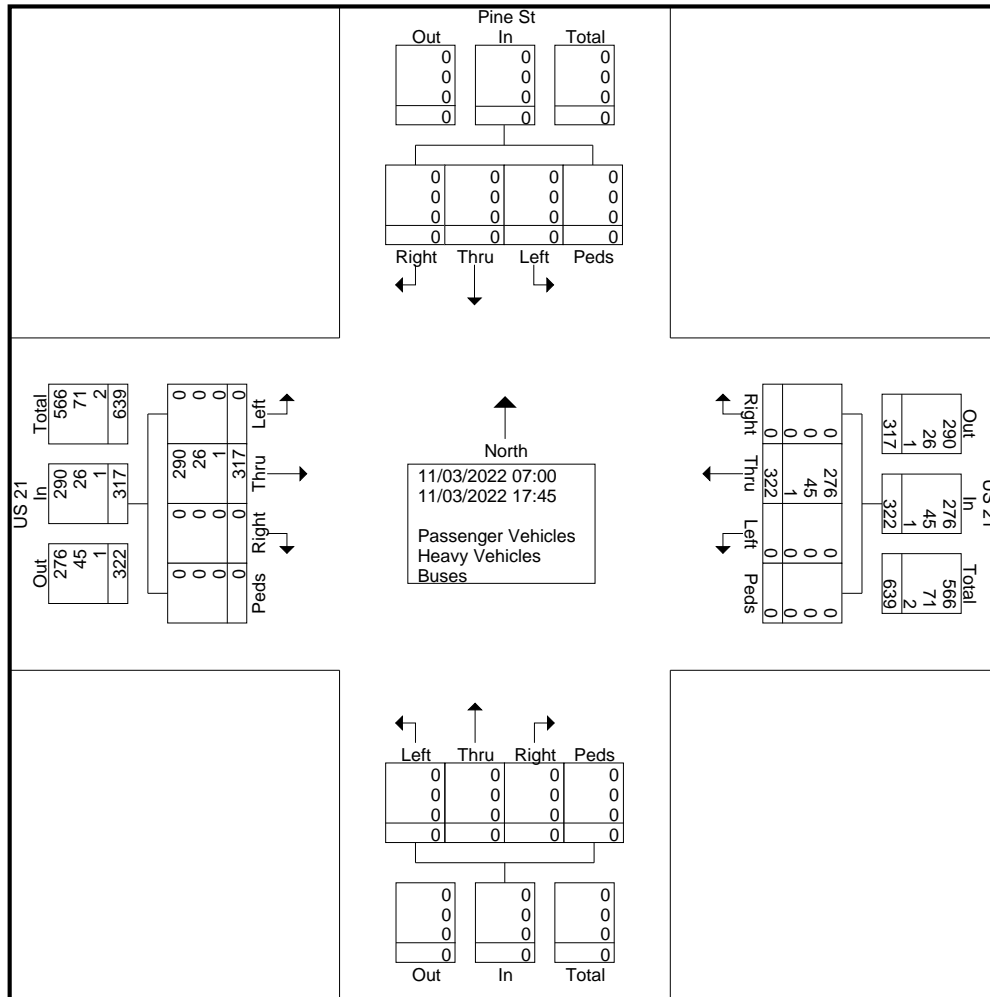 Pine St
Out In Total
0 0 0
0 0 0
0 0 0
0 0 0
0 0 0 0
0 0 0 0
0 0 0 0
0 0 0 0
Right Thru Left Peds
US 21
Total In Out
566 290 276
71 26 45
2 1 1
639 317 322
0 290 0 0
0 26 0 0
0 1 0 0
0 317 0 0
Left Thru Right Peds
North
11/03/2022 07:00
11/03/2022 17:45
Passenger Vehicles
Heavy Vehicles
Buses
Right Thru Left Peds
0 276 0 0
0 45 0 0
0 1 0 0
0 322 0 0
US 21
Out In Total
290 276 566
26 45 71
1 1 2
317 322 639
Left Thru Right Peds
0 0 0 0
0 0 0 0
0 0 0 0
0 0 0 0
0 0 0
0 0 0
0 0 0
0 0 0
Out In Total